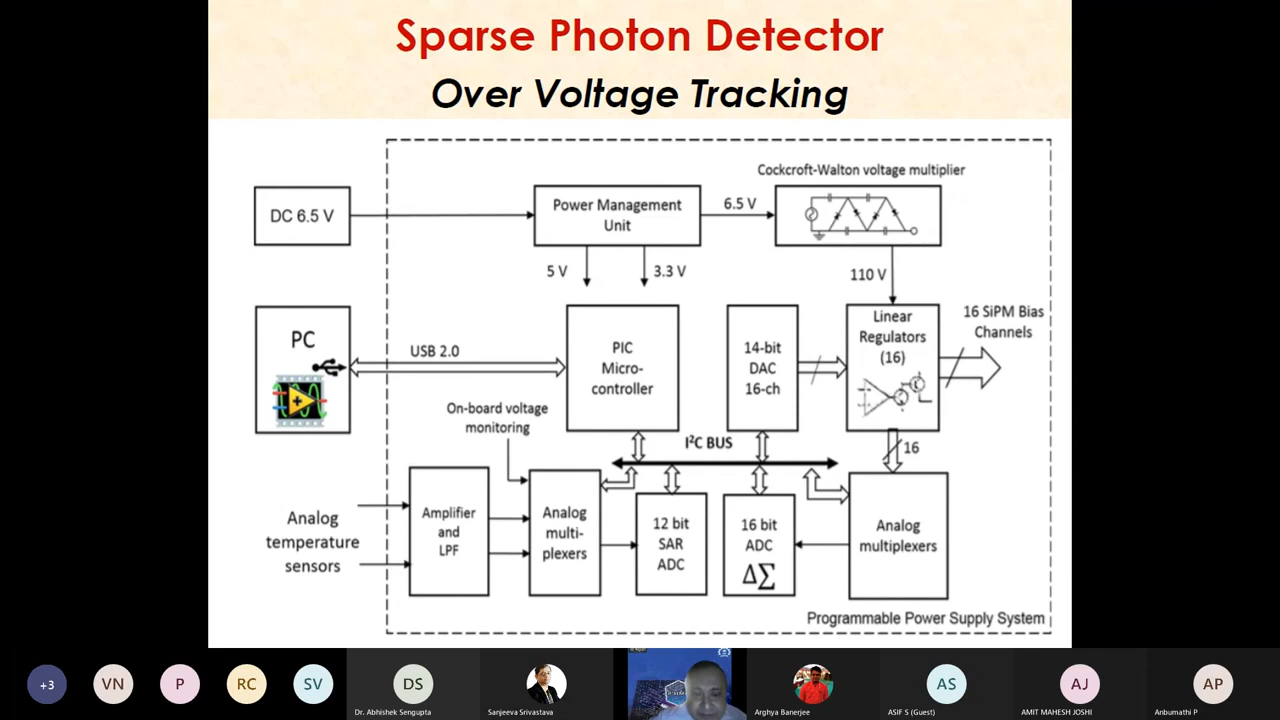 Sparse Photon Detector
Over Voltage Tracking
Cockcroft-Walton voltage multiplier
DC 6.5 V
Power Management
Unit
6.5 V
5 V
3.3 V
110 V
PC
USB 2.0
PIC
Micro-
controller
14-bit
DAC
16-ch
Linear
Regulators
(16)
16 SiPM Bias
Channels
On-board voltage
monitoring
I²C BUS
16
Analog
temperature
sensors
Amplifier
and
LPF
Analog
multi-
plexers
12 bit
SAR
ADC
16 bit
ADC
ΔΣ
Analog
multiplexers
Programmable Power Supply System
+3
VN
P
RC
SV
DS
Dr. Abhishek Sengupta
Sanjeeva Srivastava
Arghya Banerjee
AS
ASIF S (Guest)
AJ
AMIT MAHESH JOSHI
AP
Anbumathi P